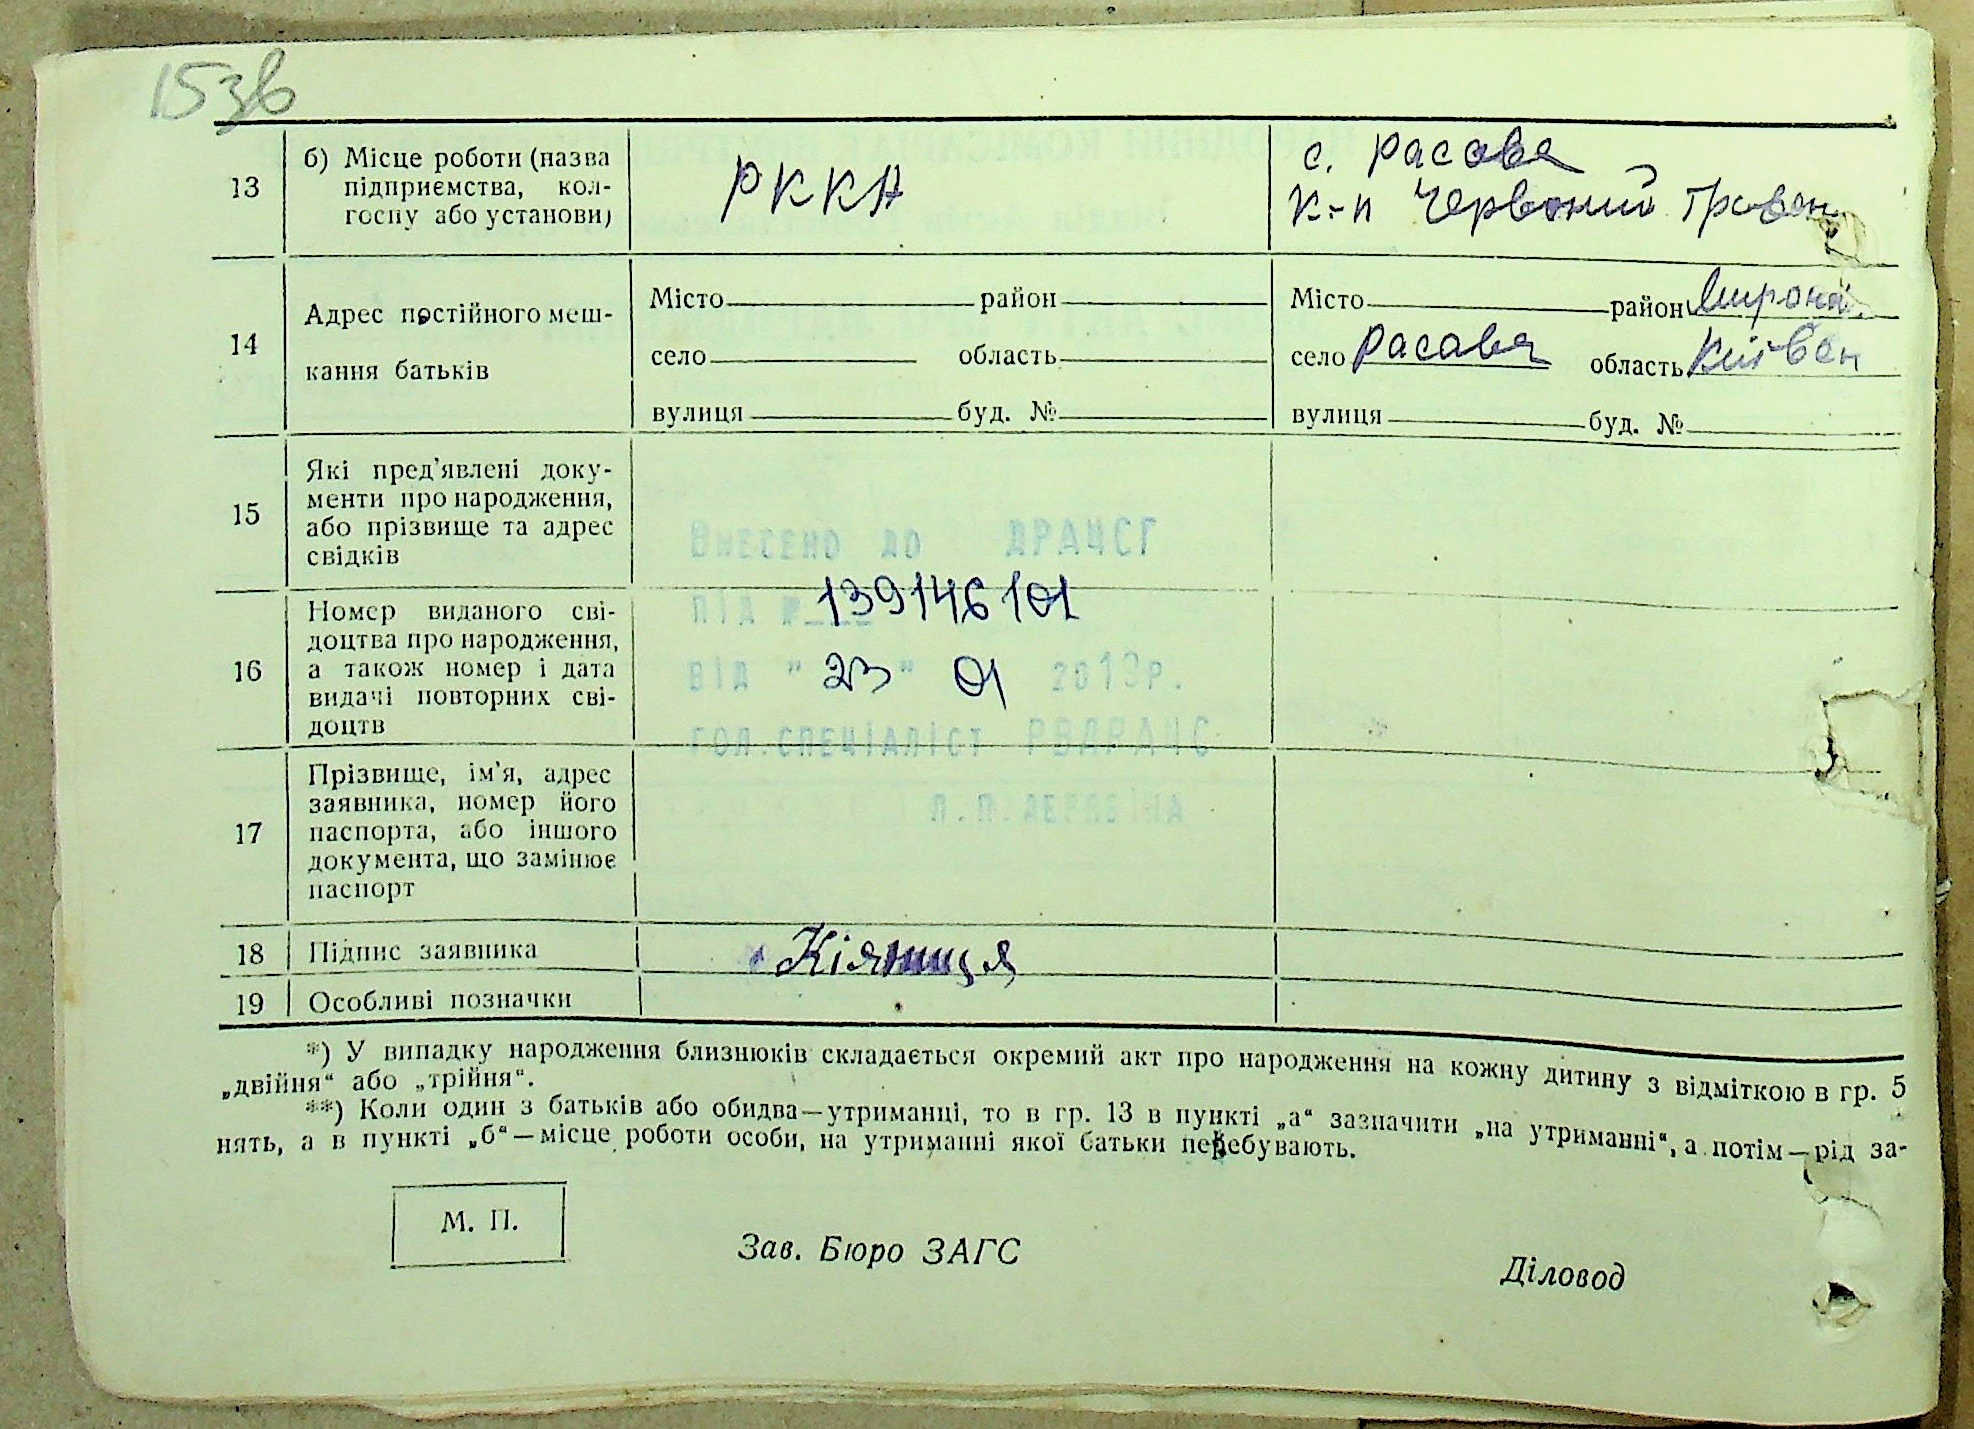 153б
13
б) Місце роботи (назва
підприємства, кол-
госпу або установи)
РККА
с. Расава
к-п Червоний Трав
14
Адрес постійного меш-
кання батьків
Місто район
село область
вулиця буд. №
Місто район Мирон.
село Расава область Київсь
вулиця буд. №
15
Які пред’явлені доку-
менти про народження,
або прізвище та адрес
свідків
16
Номер виданого сві-
доцтва про народження,
а також номер і дата
видачі повторних сві-
доцтв
Внесено до ДРАЦСГ
під № 139146101
від "23" 01 2019р.
гол.спеціаліст РВДРАЦС
17
Прізвище, ім’я, адрес
заявника, номер його
паспорта, або іншого
документа, що замінює
паспорт
18
Підпис заявника
Кіяниця
19
Особливі позначки
*) У випадку народження близнюків складається окремий акт про народження на кожну дитину з відміткою в гр. 5
„двійня“ або „трійня“.
**) Коли один з батьків або обидва—утриманці, то в гр. 13 в пункті „а“ зазначити „на утриманні“, а потім—рід за-
нять, а в пункті „б“—місце роботи особи, на утриманні якої батьки перебувають.
М. П.
Зав. Бюро ЗАГС
Діловод